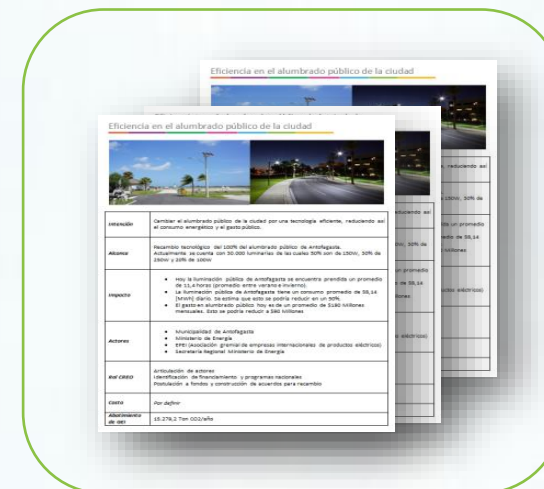 Eficiencia en el alumbrado público de la ciudad
Eficiencia en el alumbrado público de la ciudad
Intención
Cambiar el alumbrado público de la ciudad por una tecnología eficiente, reduciendo así
el consumo energético y el gasto público.
Alcance
Recambio tecnológico del 100% del alumbrado público de Antofagasta.
Actualmente se cuenta con 30.000 luminarias de las cuales 50% son de 150W, 30% de
250W y 20% de 100W
Impacto
• Hoy la iluminación pública de Antofagasta se encuentra prendida un promedio
de 11,4 horas (promedio entre verano e invierno)
• La iluminación pública de Antofagasta tiene un consumo promedio de 58,14
[MWh] diario. Se estima que esto se podría reducir en un 50%.
• El gasto en alumbrado público hoy es de un promedio de $180 Millones
mensuales. Esto se podría reducir a $90 Millones
Actores
• Municipalidad de Antofagasta
• Ministerio de Energía
• EPEI (Asociación gremial de empresas internacionales de productos eléctricos)
• Secretaría Regional Ministerio de Energía
Rol CREO
Articulación de actores
Identificación de financiamiento y programas nacionales
Postulación a fondos y construcción de acuerdos para recambio
Costo
Por definir
Abatimiento
de GEI
15.276,2 Ton CO2/año